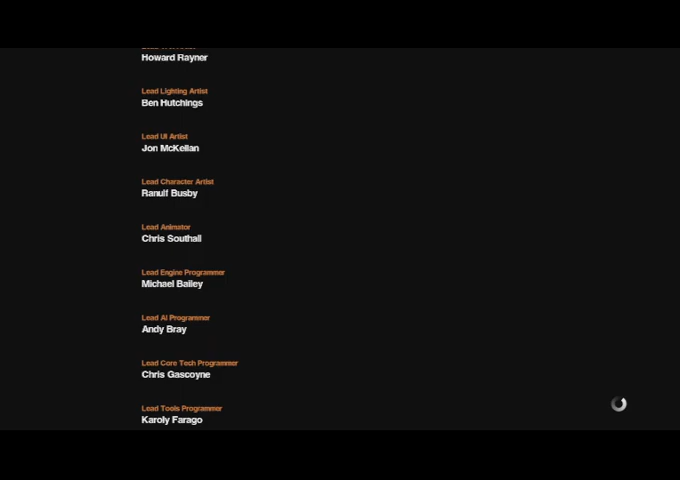 Howard Rayner
Lead Lighting Artist
Ben Hutchings
Lead UI Artist
Jon McKellan
Lead Character Artist
Ranulf Busby
Lead Animator
Chris Southall
Lead Engine Programmer
Michael Bailey
Lead AI Programmer
Andy Bray
Lead Core Tech Programmer
Chris Gascoyne
Lead Tools Programmer
Karoly Farago